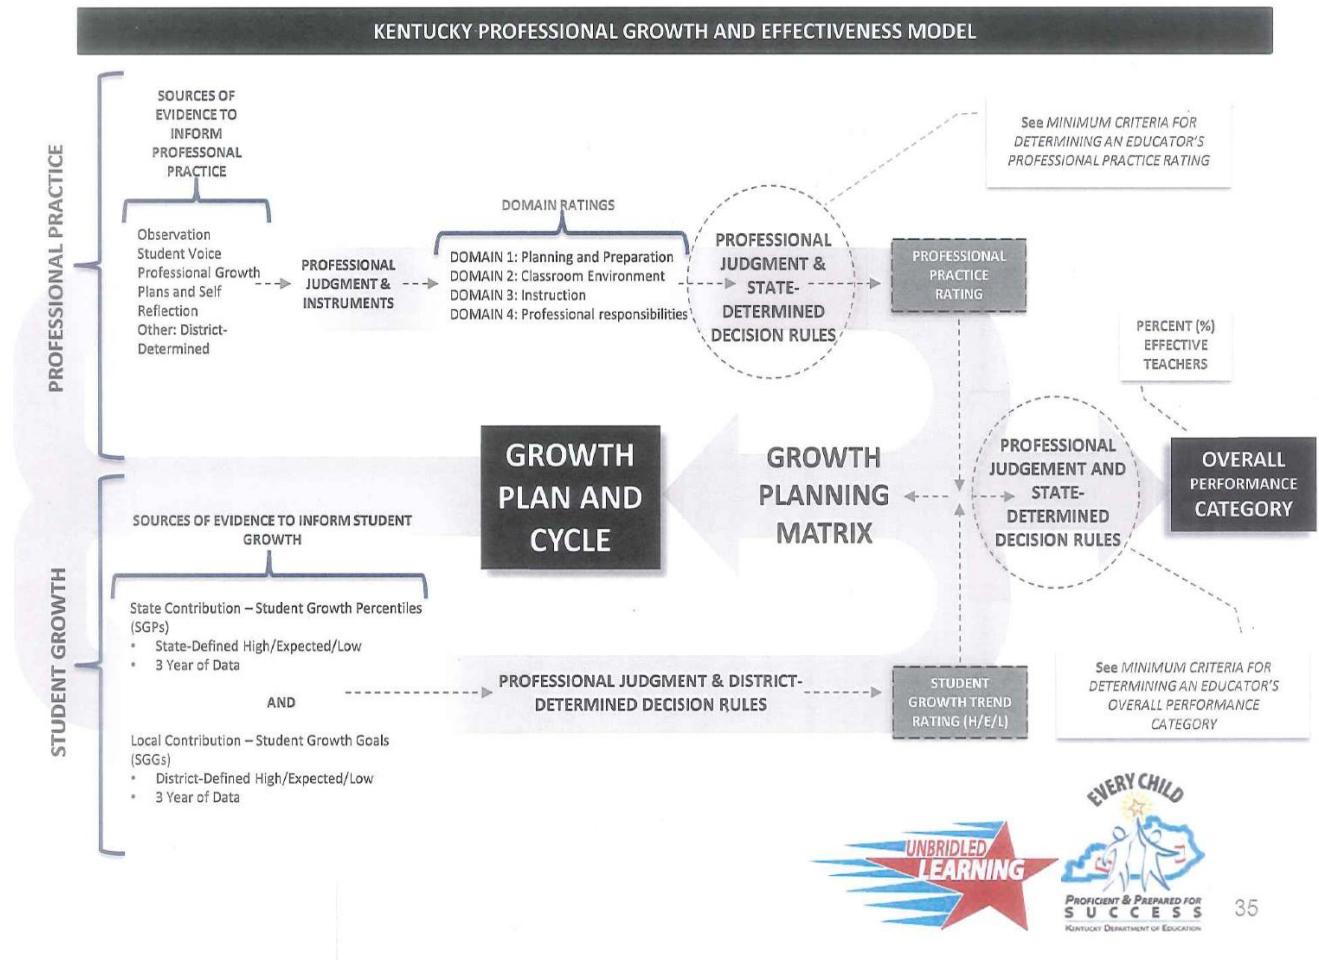 KENTUCKY PROFESSIONAL GROWTH AND EFFECTIVENESS MODEL
PROFESSIONAL PRACTICE
SOURCES OF
EVIDENCE TO
INFORM
PROFESSIONAL
PRACTICE
Observation
Student Voice
Professional Growth
Plans and Self
Reflection
Other: District-
Determined
PROFESSIONAL
JUDGMENT &
INSTRUMENTS
DOMAIN RATINGS
DOMAIN 1: Planning and Preparation
DOMAIN 2: Classroom Environment
DOMAIN 3: Instruction
DOMAIN 4: Professional responsibilities
PROFESSIONAL
JUDGMENT &
STATE-
DETERMINED
DECISION RULES
See MINIMUM CRITERIA FOR
DETERMINING AN EDUCATOR'S
PROFESSIONAL PRACTICE RATING
PROFESSIONAL
PRACTICE
RATING
PERCENT (%)
EFFECTIVE
TEACHERS
GROWTH
PLAN AND
CYCLE
GROWTH
PLANNING
MATRIX
PROFESSIONAL
JUDGEMENT AND
STATE-
DETERMINED
DECISION RULES
OVERALL
PERFORMANCE
CATEGORY
STUDENT GROWTH
SOURCES OF EVIDENCE TO INFORM STUDENT
GROWTH
State Contribution – Student Growth Percentiles
(SGPs)
• State-Defined High/Expected/Low
• 3 Year of Data
AND
Local Contribution – Student Growth Goals
(SGGs)
• District-Defined High/Expected/Low
• 3 Year of Data
PROFESSIONAL JUDGMENT & DISTRICT-
DETERMINED DECISION RULES
STUDENT
GROWTH TREND
RATING (H/E/L)
See MINIMUM CRITERIA FOR
DETERMINING AN EDUCATOR'S
OVERALL PERFORMANCE
CATEGORY
UNBRIDLED
LEARNING
EVERY CHILD
PROFICIENT & PREPARED FOR
SUCCESS
KENTUCKY DEPARTMENT OF EDUCATION
35